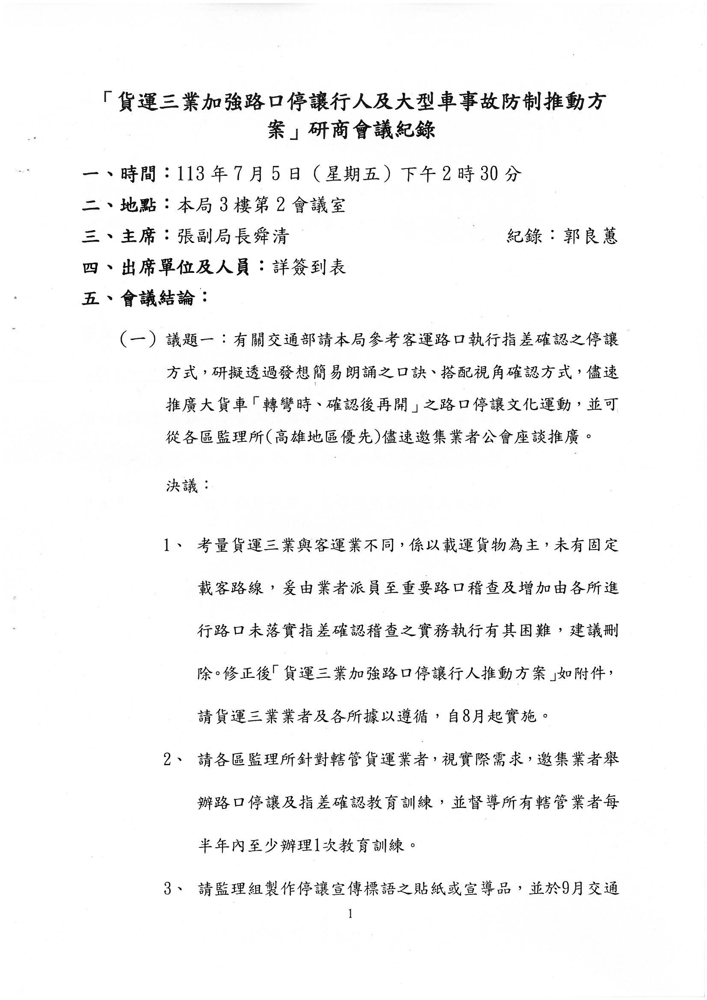 「貨運三業加強路口停讓行人及大型車事故防制推動方
案」研商會議紀錄
一、時間：113年7月5日（星期五）下午2時30分
二、地點：本局3樓第2會議室
三、主席：張副局長舜清 紀錄：郭良蕙
四、出席單位及人員：詳簽到表
五、會議結論：
（一）議題一：有關交通部請本局參考客運路口執行指差確認之停讓
方式，研擬透過發想簡易朗誦之口訣、搭配視角確認方式，儘速
推廣大貨車「轉彎時、確認後再開」之路口停讓文化運動，並可
從各區監理所(高雄地區優先)儘速邀集業者公會座談推廣。
決議：
1、考量貨運三業與客運業不同，係以載運貨物為主，未有固定
載客路線，爰由業者派員至重要路口稽查及增加由各所進
行路口未落實指差確認稽查之實務執行有其困難，建議刪
除。修正後「貨運三業加強路口停讓行人推動方案」如附件，
請貨運三業業者及各所據以遵循，自8月起實施。
2、請各區監理所針對轄管貨運業者，視實際需求，邀集業者舉
辦路口停讓及指差確認教育訓練，並督導所有轄管業者每
半年內至少辦理1次教育訓練。
3、請監理組製作停讓宣傳標語之貼紙或宣導品，並於9月交通
1